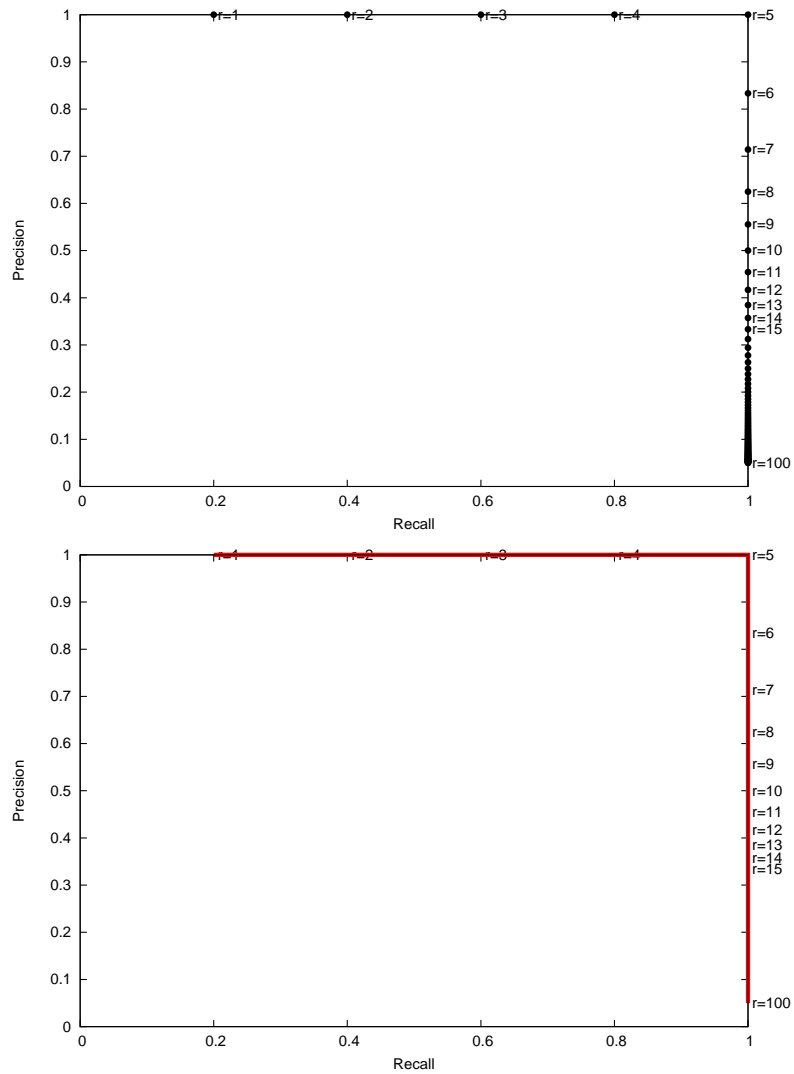 1 r=1 r=2 r=3 r=4 r=5
0.9
r=6
0.8
0.7 r=7
r=8
0.6
r=9
Precision
0.5 r=10
r=11
r=12
0.4
r=13
r=14
r=15
0.3
0.2
0.1
r=100
0
0 0.2 0.4 0.6 0.8 1
Recall
1 r=1 r=2 r=3 r=4 r=5
0.9
r=6
0.8
0.7 r=7
r=8
0.6
r=9
Precision
0.5 r=10
r=11
r=12
0.4
r=13
r=14
r=15
0.3
0.2
0.1
r=100
0
0 0.2 0.4 0.6 0.8 1
Recall